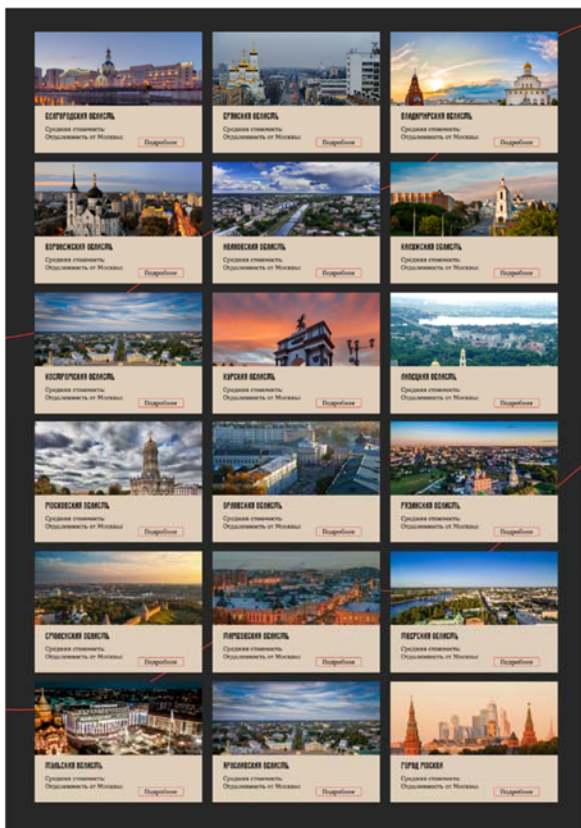 БЕЛГОРОДСКАЯ ОБЛАСТЬ
Средняя стоимость:
Отдаленность от Москвы:
Подробнее
БРЯНСКАЯ ОБЛАСТЬ
Средняя стоимость:
Отдаленность от Москвы:
Подробнее
ВЛАДИМИРСКАЯ ОБЛАСТЬ
Средняя стоимость:
Отдаленность от Москвы:
Подробнее
ВОРОНЕЖСКАЯ ОБЛАСТЬ
Средняя стоимость:
Отдаленность от Москвы:
Подробнее
ИВАНОВСКАЯ ОБЛАСТЬ
Средняя стоимость:
Отдаленность от Москвы:
Подробнее
КАЛУЖСКАЯ ОБЛАСТЬ
Средняя стоимость:
Отдаленность от Москвы:
Подробнее
КОСТРОМСКАЯ ОБЛАСТЬ
Средняя стоимость:
Отдаленность от Москвы:
Подробнее
КУРСКАЯ ОБЛАСТЬ
Средняя стоимость:
Отдаленность от Москвы:
Подробнее
ЛИПЕЦКАЯ ОБЛАСТЬ
Средняя стоимость:
Отдаленность от Москвы:
Подробнее
МОСКОВСКАЯ ОБЛАСТЬ
Средняя стоимость:
Отдаленность от Москвы:
Подробнее
ОРЛОВСКАЯ ОБЛАСТЬ
Средняя стоимость:
Отдаленность от Москвы:
Подробнее
РЯЗАНСКАЯ ОБЛАСТЬ
Средняя стоимость:
Отдаленность от Москвы:
Подробнее
СМОЛЕНСКАЯ ОБЛАСТЬ
Средняя стоимость:
Отдаленность от Москвы:
Подробнее
ТАМБОВСКАЯ ОБЛАСТЬ
Средняя стоимость:
Отдаленность от Москвы:
Подробнее
ТВЕРСКАЯ ОБЛАСТЬ
Средняя стоимость:
Отдаленность от Москвы:
Подробнее
ТУЛЬСКАЯ ОБЛАСТЬ
Средняя стоимость:
Отдаленность от Москвы:
Подробнее
ЯРОСЛАВСКАЯ ОБЛАСТЬ
Средняя стоимость:
Отдаленность от Москвы:
Подробнее
ГОРОД МОСКВА
Средняя стоимость:
Отдаленность от Москвы:
Подробнее